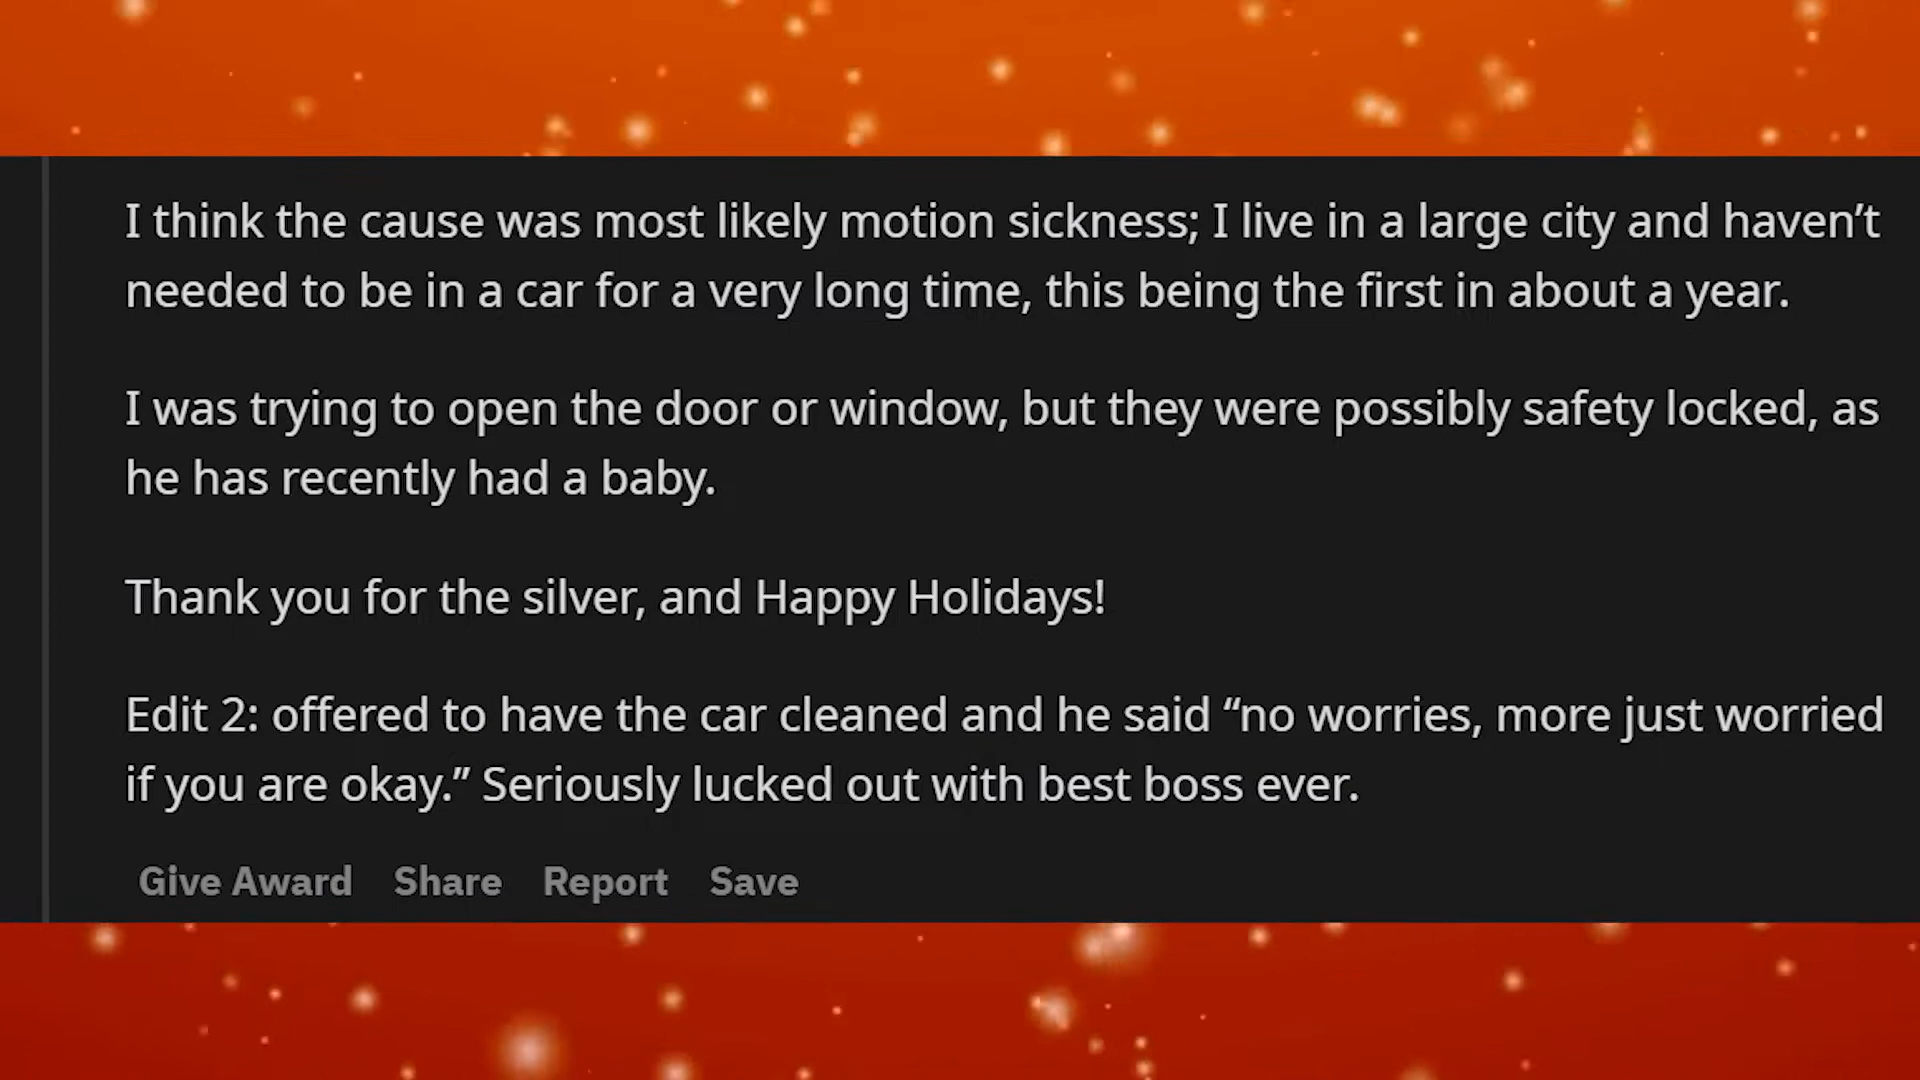 I think the cause was most likely motion sickness; I live in a large city and haven’t
needed to be in a car for a very long time, this being the first in about a year.
I was trying to open the door or window, but they were possibly safety locked, as
he has recently had a baby.
Thank you for the silver, and Happy Holidays!
Edit 2: offered to have the car cleaned and he said “no worries, more just worried
if you are okay.” Seriously lucked out with best boss ever.
Give Award Share Report Save